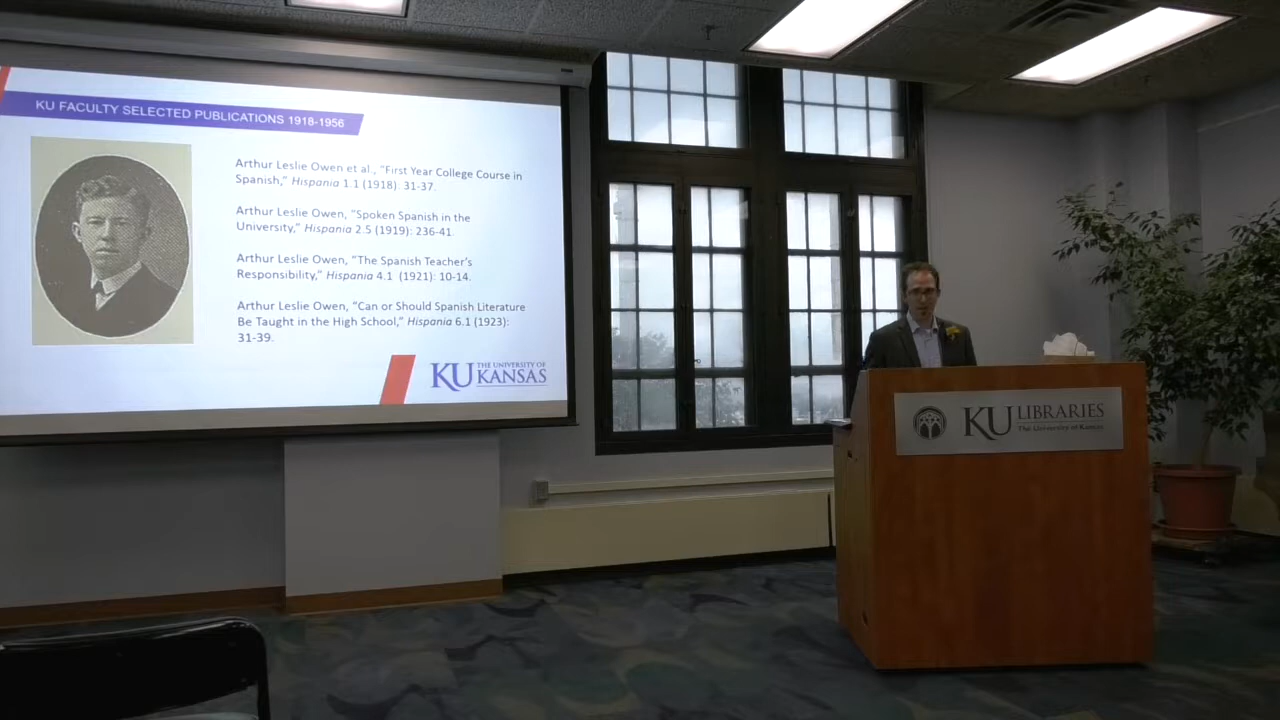 KU FACULTY SELECTED PUBLICATIONS 1918-1956
Arthur Leslie Owen et al., "First Year College Course in
Spanish," Hispania 1.1 (1918): 31-37.
Arthur Leslie Owen, "Spoken Spanish in the
University," Hispania 2.5 (1919): 236-41.
Arthur Leslie Owen, "The Spanish Teacher's
Responsibility," Hispania 4.1 (1921): 10-14.
Arthur Leslie Owen, "Can or Should Spanish Literature
Be Taught in the High School," Hispania 6.1 (1923):
31-39.
KU THE UNIVERSITY OF
KANSAS
KU LIBRARIES
The University of Kansas